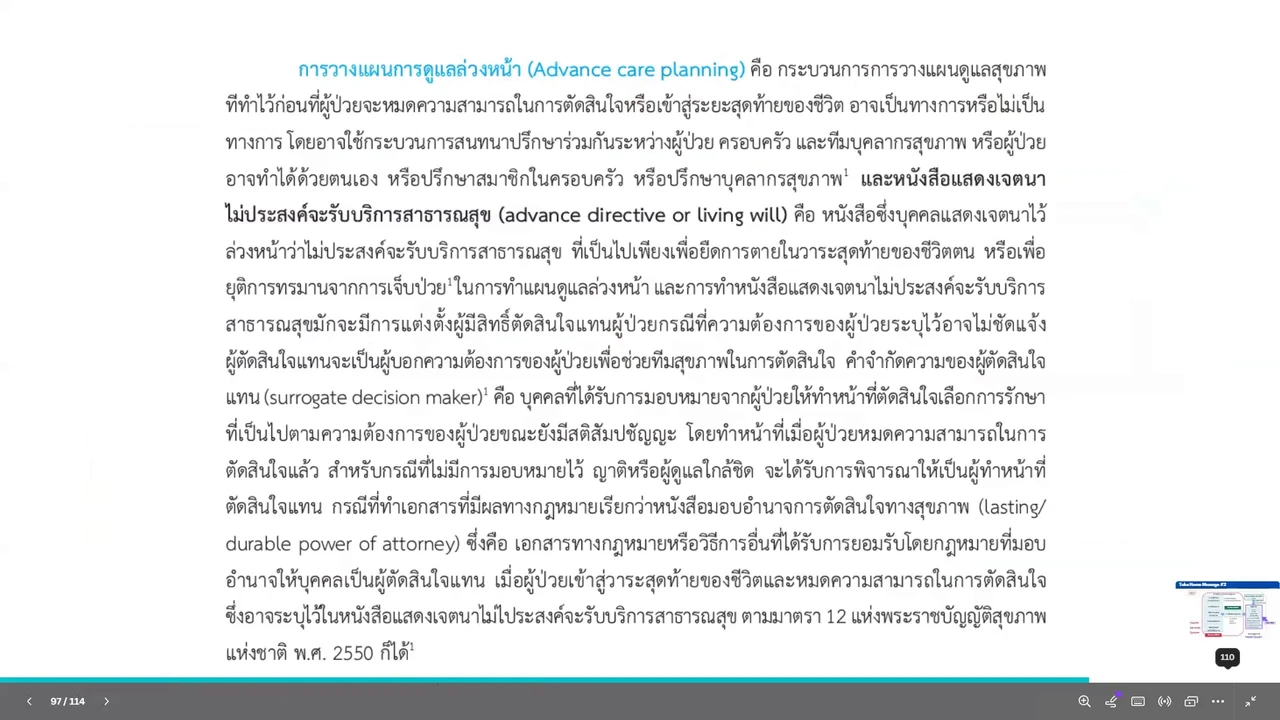 การวางแผนการดูแลล่วงหน้า (Advance care planning) คือ กระบวนการการวางแผนดูแลสุขภาพ
ที่ทำไว้ก่อนที่ผู้ป่วยจะหมดความสามารถในการตัดสินใจหรือเข้าสู่ระยะสุดท้ายของชีวิต อาจเป็นทางการหรือไม่เป็น
ทางการ โดยอาจใช้กระบวนการสนทนาปรึกษาร่วมกันระหว่างผู้ป่วย ครอบครัว และทีมบุคลากรสุขภาพ หรือผู้ป่วย
อาจทำได้ด้วยตนเอง หรือปรึกษาสมาชิกในครอบครัว หรือปรึกษาบุคลากรสุขภาพ¹ และหนังสือแสดงเจตนา
ไม่ประสงค์จะรับบริการสาธารณสุข (advance directive or living will) คือ หนังสือซึ่งบุคคลแสดงเจตนาไว้
ล่วงหน้าว่าไม่ประสงค์จะรับบริการสาธารณสุข ที่เป็นไปเพียงเพื่อยืดการตายในวาระสุดท้ายของชีวิตตน หรือเพื่อ
ยุติการทรมานจากการเจ็บป่วย¹ในการทำแผนดูแลล่วงหน้า และการทำหนังสือแสดงเจตนาไม่ประสงค์จะรับบริการ
สาธารณสุขมักจะมีการแต่งตั้งผู้มีสิทธิ์ตัดสินใจแทนผู้ป่วยกรณีที่ความต้องการของผู้ป่วยระบุไว้อาจไม่ชัดแจ้ง
ผู้ตัดสินใจแทนจะเป็นผู้บอกความต้องการของผู้ป่วยเพื่อช่วยทีมสุขภาพในการตัดสินใจ คำจำกัดความของผู้ตัดสินใจ
แทน (surrogate decision maker)¹ คือ บุคคลที่ได้รับการมอบหมายจากผู้ป่วยให้ทำหน้าที่ตัดสินใจเลือกการรักษา
ที่เป็นไปตามความต้องการของผู้ป่วยขณะยังมีสติสัมปชัญญะ โดยทำหน้าที่เมื่อผู้ป่วยหมดความสามารถในการ
ตัดสินใจแล้ว สำหรับกรณีที่ไม่มีการมอบหมายไว้ ญาติหรือผู้ดูแลใกล้ชิด จะได้รับการพิจารณาให้เป็นผู้ทำหน้าที่
ตัดสินใจแทน กรณีที่ทำเอกสารที่มีผลทางกฎหมายเรียกว่าหนังสือมอบอำนาจการตัดสินใจทางสุขภาพ (lasting/
durable power of attorney) ซึ่งคือ เอกสารทางกฎหมายหรือวิธีการอื่นที่ได้รับการยอมรับโดยกฎหมายที่มอบ
อำนาจให้บุคคลเป็นผู้ตัดสินใจแทน เมื่อผู้ป่วยเข้าสู่วาระสุดท้ายของชีวิตและหมดความสามารถในการตัดสินใจ
ซึ่งอาจระบุไว้ในหนังสือแสดงเจตนาไม่ประสงค์จะรับบริการสาธารณสุข ตามมาตรา 12 แห่งพระราชบัญญัติสุขภาพ
แห่งชาติ พ.ศ. 2550 ก็ได้¹
Take Home Message #2
110
97 / 114